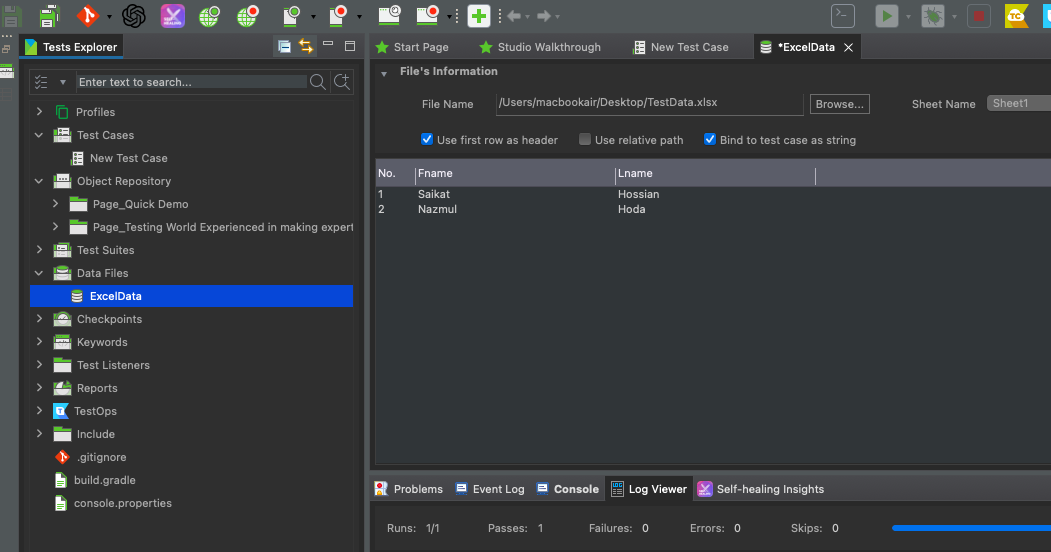 TC
Tests Explorer
Start Page
Studio Walkthrough
New Test Case
*ExcelData
Enter text to search...
File's Information
File Name
/Users/macbookair/Desktop/TestData.xlsx
Browse...
Sheet Name
Sheet1
Use first row as header
Use relative path
Bind to test case as string
No.
Fname
Lname
1
Saikat
Hossian
2
Nazmul
Hoda
Profiles
Test Cases
New Test Case
Object Repository
Page_Quick Demo
Page_Testing World Experienced in making expert
Test Suites
Data Files
ExcelData
Checkpoints
Keywords
Test Listeners
Reports
TestOps
Include
.gitignore
build.gradle
console.properties
Problems
Event Log
Console
Log Viewer
Self-healing Insights
Runs: 1/1
Passes: 1
Failures: 0
Errors: 0
Skips: 0